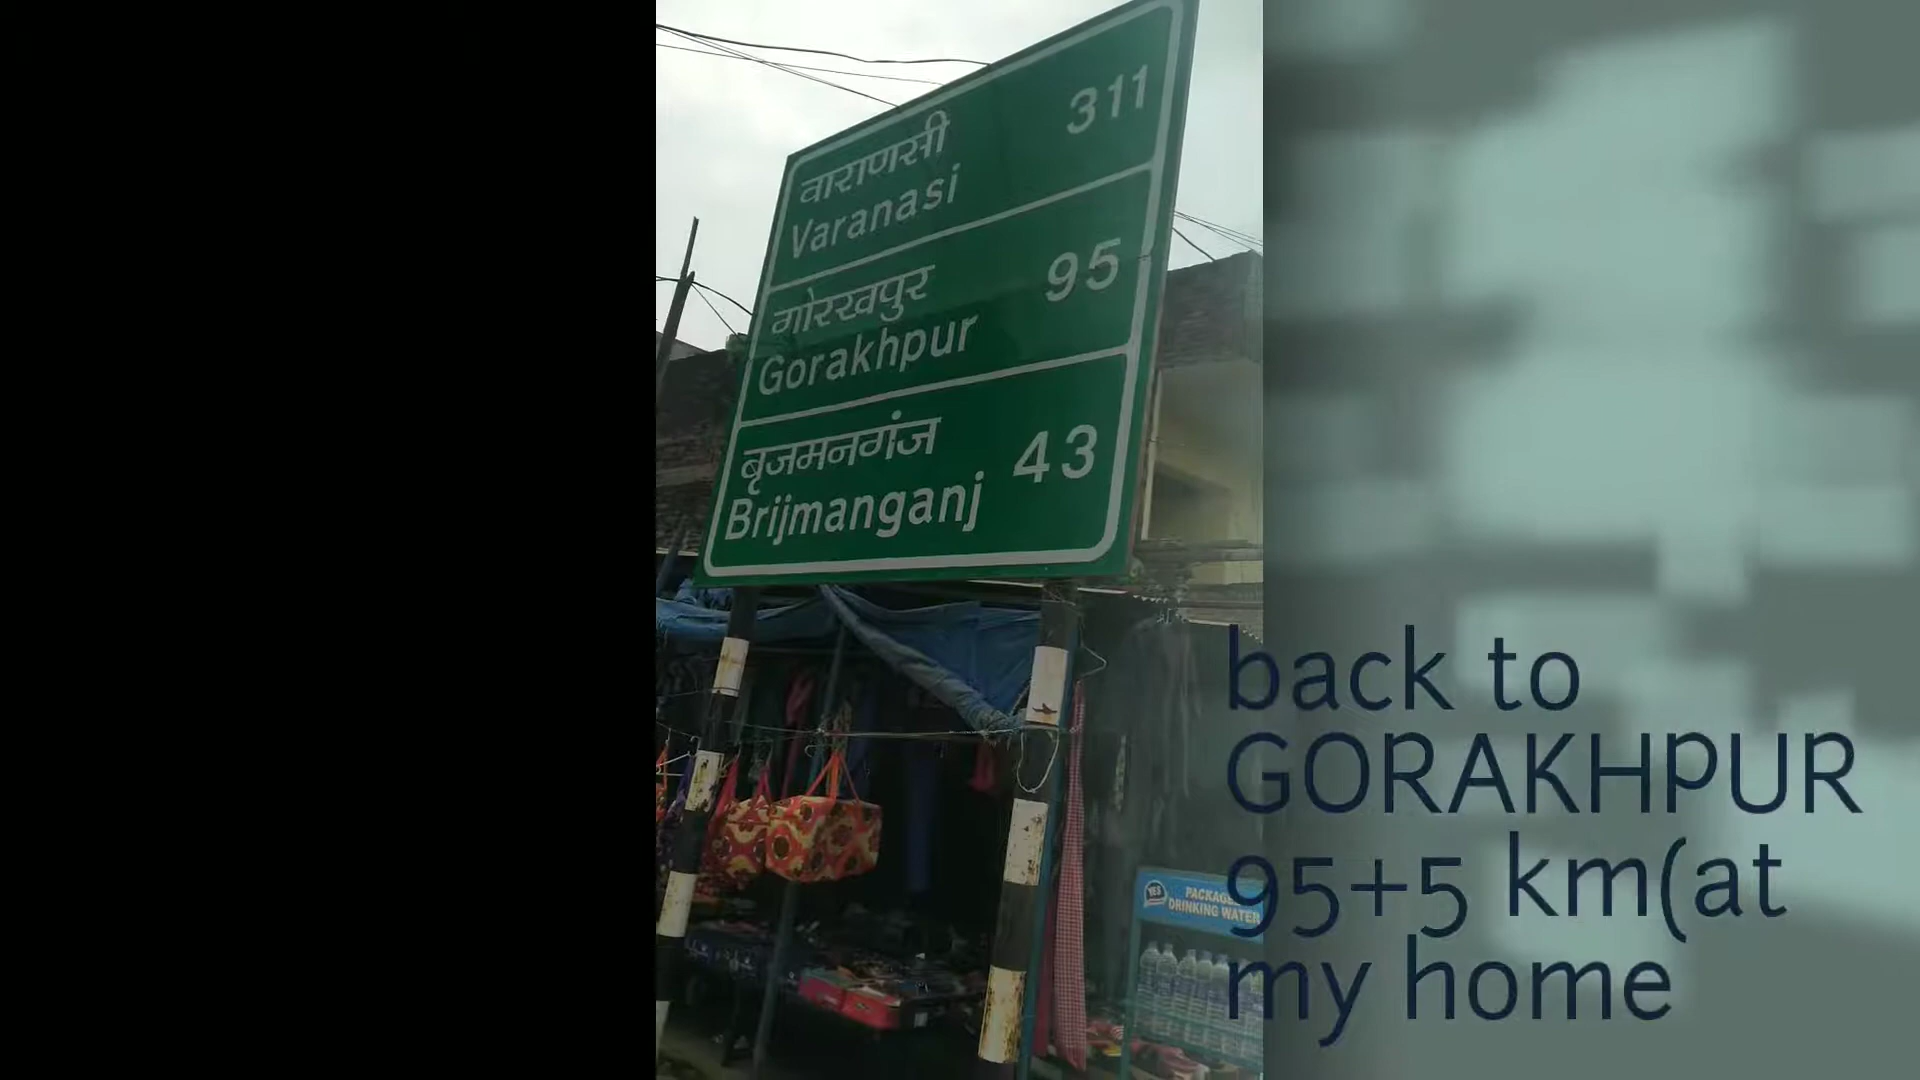 वाराणसी 311
Varanasi
गोरखपुर 95
Gorakhpur
बृजमनगंज 43
Brijmanganj
YES PACKAGED
DRINKING WATER
back to
GORAKHPUR
95+5 km(at
my home